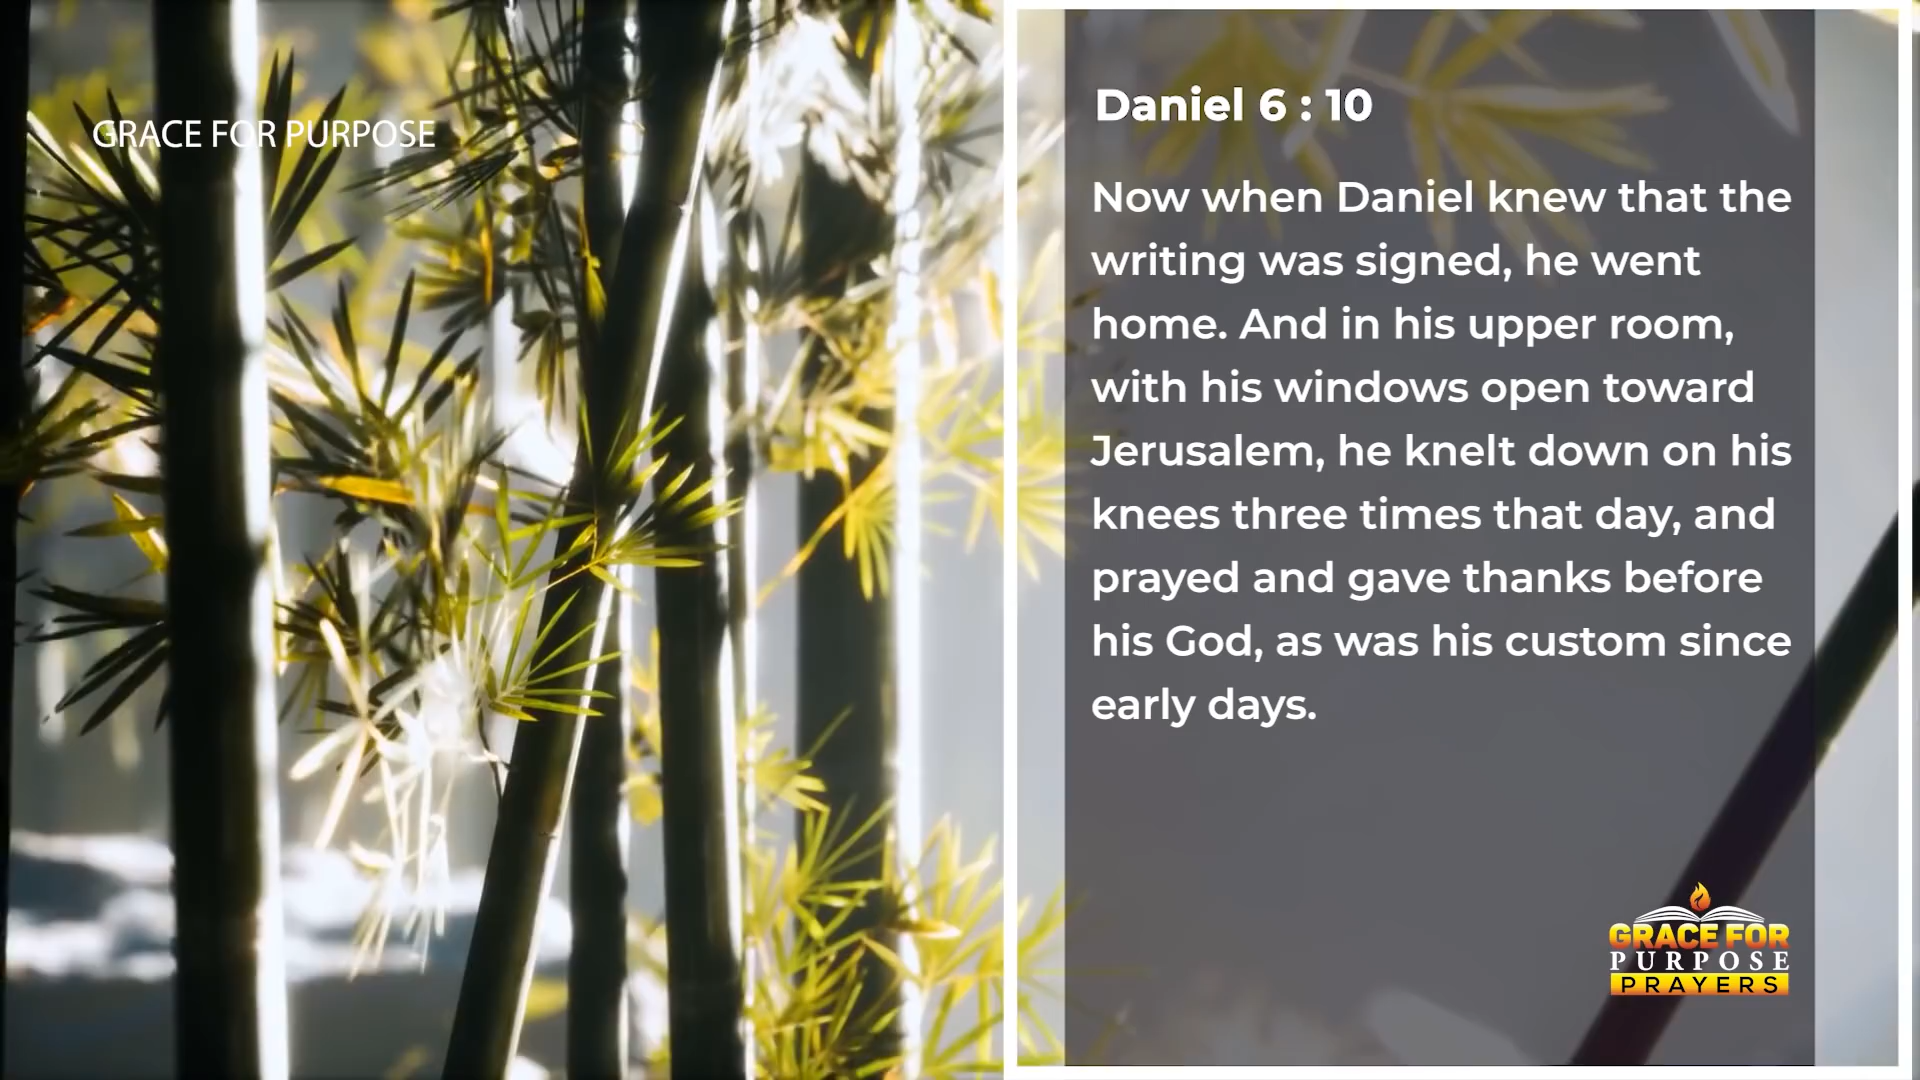 GRACE FOR PURPOSE
Daniel 6 : 10
Now when Daniel knew that the
writing was signed, he went
home. And in his upper room,
with his windows open toward
Jerusalem, he knelt down on his
knees three times that day, and
prayed and gave thanks before
his God, as was his custom since
early days.
GRACE FOR
PURPOSE
PRAYERS